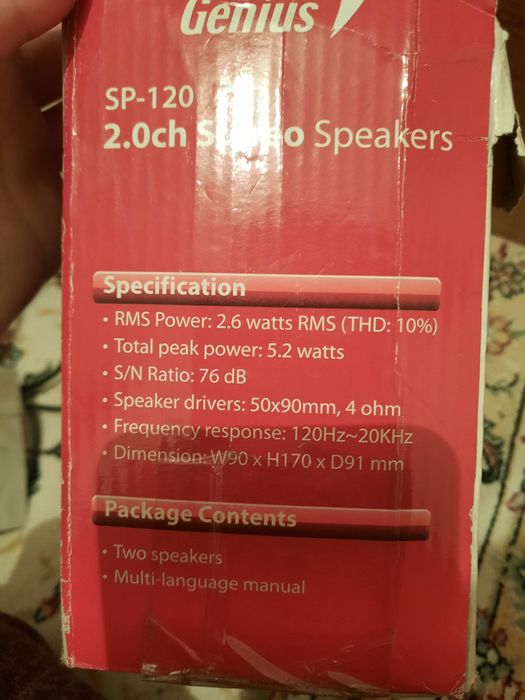 Genius
SP-120
2.0ch Stereo Speakers
Specification
• RMS Power: 2.6 watts RMS (THD: 10%)
• Total peak power: 5.2 watts
• S/N Ratio: 76 dB
• Speaker drivers: 50x90mm, 4 ohm
• Frequency response: 120Hz~20KHz
• Dimension: W90 x H170 x D91 mm
Package Contents
• Two speakers
• Multi-language manual